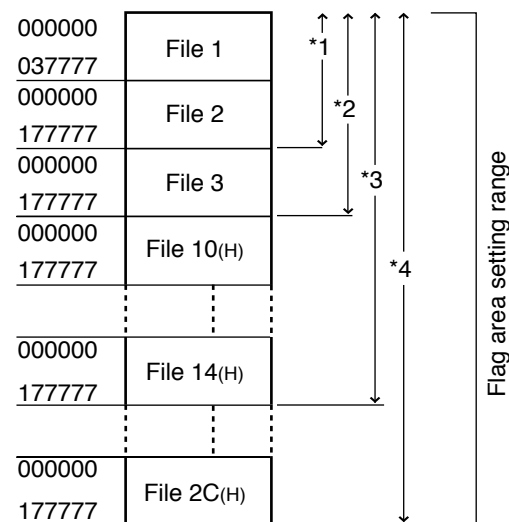 000000
File 1
037777
000000
File 2
177777
000000
File 3
177777
000000
File 10(H)
177777
000000
File 14(H)
177777
000000
File 2C(H)
177777
*1
*2
*3
*4
Flag area setting range